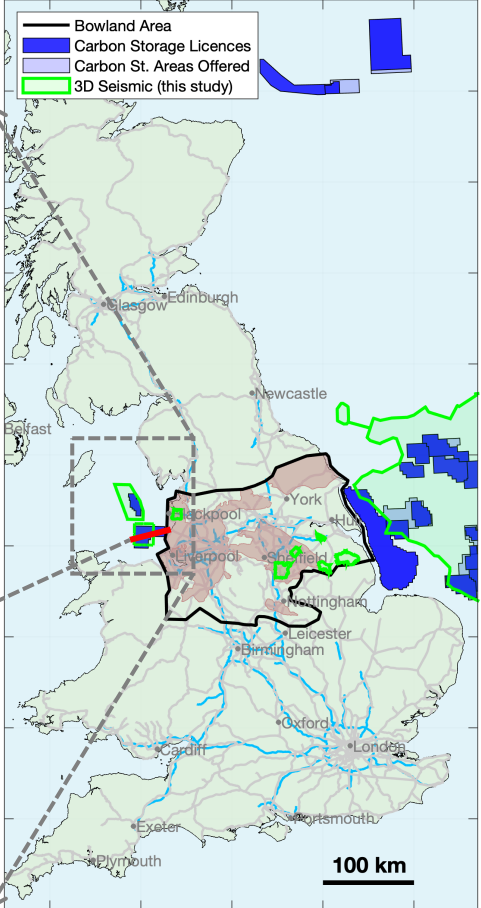 Bowland Area
Carbon Storage Licences
Carbon St. Areas Offered
3D Seismic (this study)
Glasgow
Edinburgh
Newcastle
Belfast
York
Blackpool
Hull
Liverpool
Sheffield
Nottingham
Leicester
Birmingham
Oxford
Cardiff
London
Portsmouth
Exeter
Plymouth
100 km